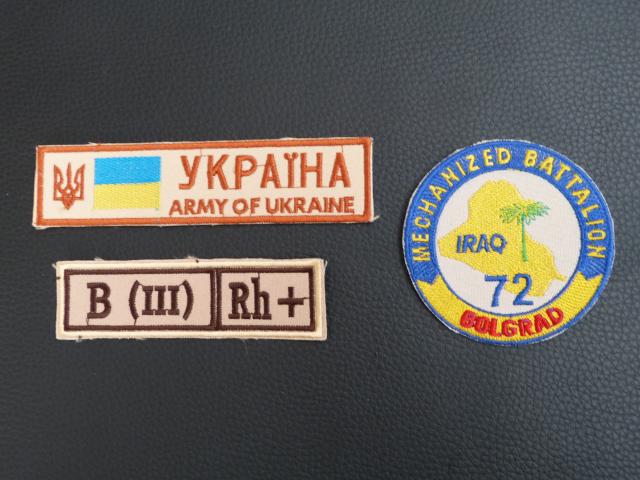 УКРАЇНА
ARMY OF UKRAINE
B (III) Rh +
MECHANIZED BATTALION
IRAQ
72
BOLGRAD